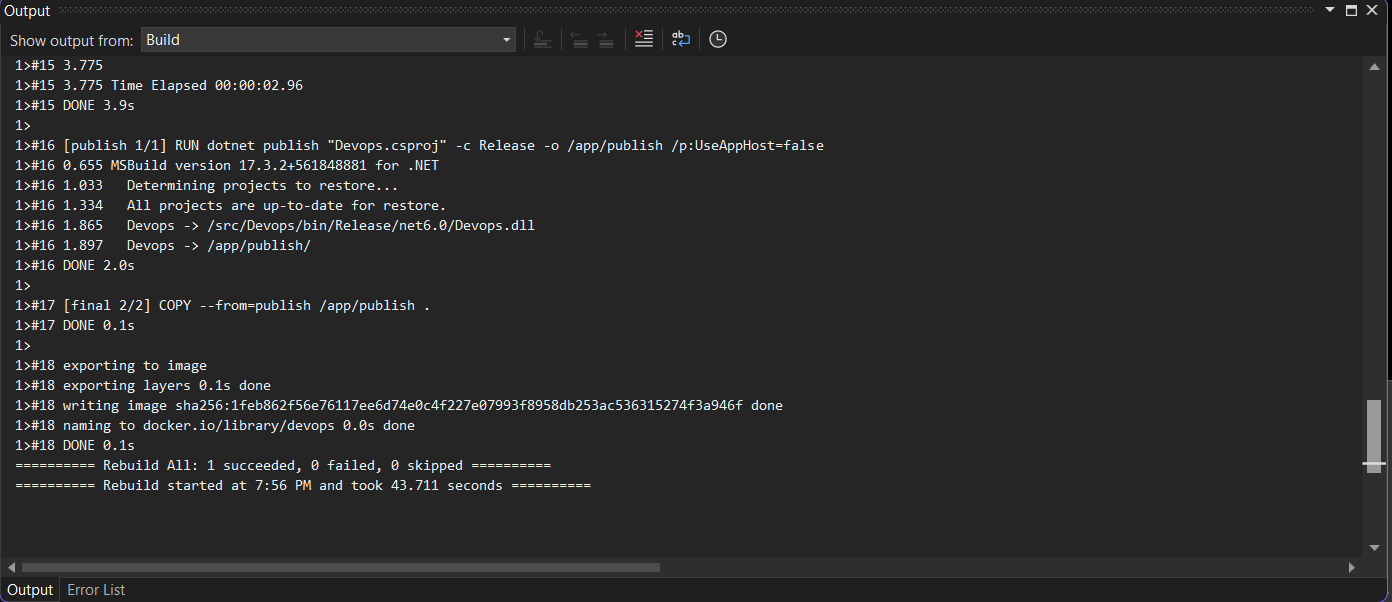 Output
Show output from: Build
1>#15 3.775
1>#15 3.775 Time Elapsed 00:00:02.96
1>#15 DONE 3.9s
1>
1>#16 [publish 1/1] RUN dotnet publish "Devops.csproj" -c Release -o /app/publish /p:UseAppHost=false
1>#16 0.655 MSBuild version 17.3.2+561848881 for .NET
1>#16 1.033   Determining projects to restore...
1>#16 1.334   All projects are up-to-date for restore.
1>#16 1.865   Devops -> /src/Devops/bin/Release/net6.0/Devops.dll
1>#16 1.897   Devops -> /app/publish/
1>#16 DONE 2.0s
1>
1>#17 [final 2/2] COPY --from=publish /app/publish .
1>#17 DONE 0.1s
1>
1>#18 exporting to image
1>#18 exporting layers 0.1s done
1>#18 writing image sha256:1feb862f56e76117ee6d74e0c4f227e07993f8958db253ac536315274f3a946f done
1>#18 naming to docker.io/library/devops 0.0s done
1>#18 DONE 0.1s
========== Rebuild All: 1 succeeded, 0 failed, 0 skipped ==========
========== Rebuild started at 7:56 PM and took 43.711 seconds ==========
Output Error List